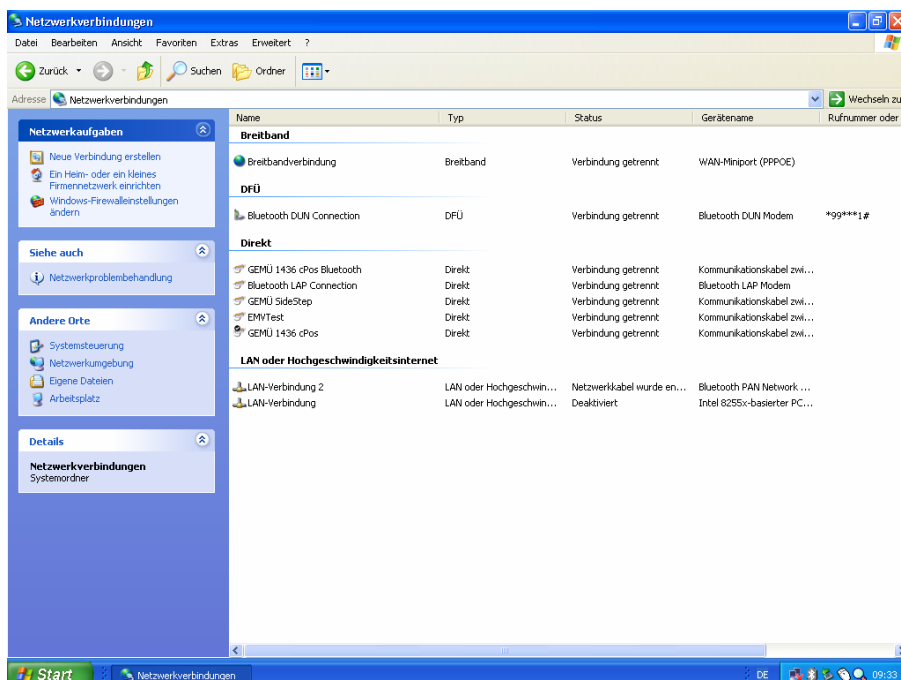 Netzwerkverbindungen
Datei Bearbeiten Ansicht Favoriten Extras Erweitert ?
Zurück Suchen Ordner
Adresse Netzwerkverbindungen Wechseln zu
Netzwerkaufgaben
Neue Verbindung erstellen
Ein Heim- oder ein kleines
Firmennetzwerk einrichten
Windows-Firewalleinstellungen
ändern
Siehe auch
Netzwerkproblembehandlung
Andere Orte
Systemsteuerung
Netzwerkumgebung
Eigene Dateien
Arbeitsplatz
Details
Netzwerkverbindungen
Systemordner
Name Typ Status Gerätename Rufnummer oder
Breitband
Breitbandverbindung Breitband Verbindung getrennt WAN-Miniport (PPPOE)
DFÜ
Bluetooth DUN Connection DFÜ Verbindung getrennt Bluetooth DUN Modem *99***1#
Direkt
GEMÜ 1436 cPos Bluetooth Direkt Verbindung getrennt Kommunikationskabel zwi...
Bluetooth LAP Connection Direkt Verbindung getrennt Bluetooth LAP Modem
GEMÜ SideStep Direkt Verbindung getrennt Kommunikationskabel zwi...
EMVTest Direkt Verbindung getrennt Kommunikationskabel zwi...
GEMÜ 1436 cPos Direkt Verbindung getrennt Kommunikationskabel zwi...
LAN oder Hochgeschwindigkeitsinternet
LAN-Verbindung 2 LAN oder Hochgeschwin... Netzwerkkabel wurde en... Bluetooth PAN Network ...
LAN-Verbindung LAN oder Hochgeschwin... Deaktiviert Intel 8255x-basierter PC...
Start Netzwerkverbindungen DE 09:33